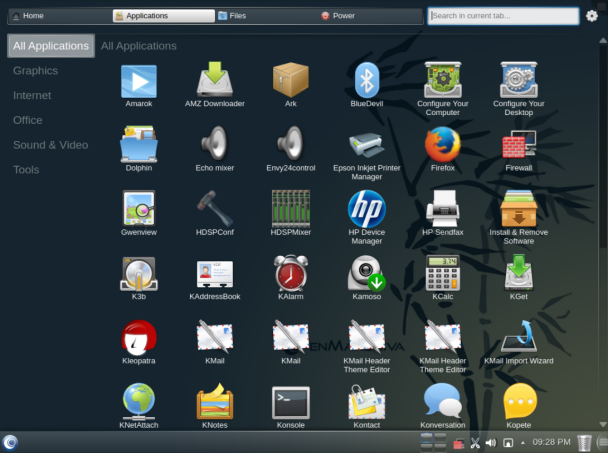 Home
Applications
Files
Power
Search in current tab...
All Applications
All Applications
Graphics
Internet
Office
Sound & Video
Tools
Amarok
AMZ Downloader
Ark
BlueDevil
Configure Your
Computer
Configure Your
Desktop
Dolphin
Echo mixer
Envy24control
Epson Inkjet Printer
Manager
Firefox
Firewall
Gwenview
HDSPConf
HDSPMixer
hp
HP Device
Manager
HP Sendfax
Install & Remove
Software
K3b
KAddressBook
KAlarm
Kamoso
3.14
KCalc
KGet
Kleopatra
KMail
KMail
KMail Header
Theme Editor
KMail Header
Theme Editor
KMail Import Wizard
KNetAttach
KNotes
Konsole
Kontact
Konversation
Kopete
09:28 PM